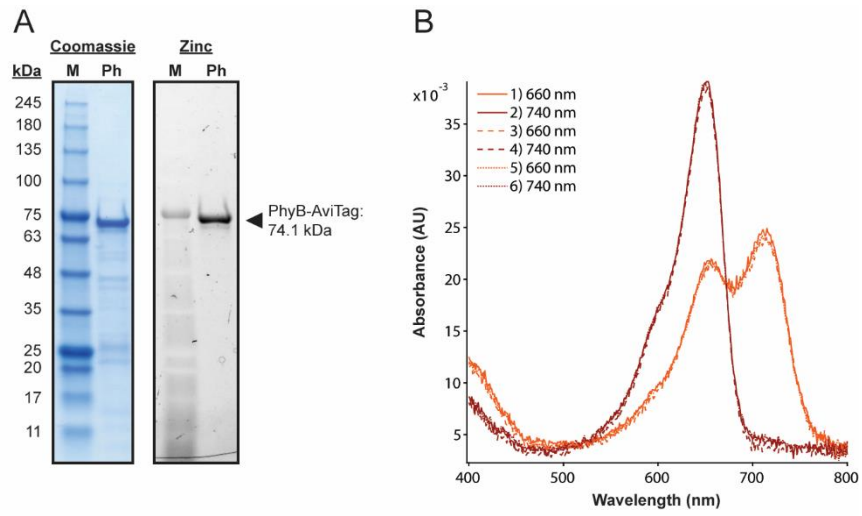 A
Coomassie Zinc
kDa M Ph M Ph
245
180
135
100
75
63
48
35
25
20
17
11
PhyB-AviTag:
74.1 kDa
B
x10⁻³
1) 660 nm
2) 740 nm
3) 660 nm
4) 740 nm
5) 660 nm
6) 740 nm
35
25
15
10
5
Absorbance (AU)
400 500 600 700 800
Wavelength (nm)